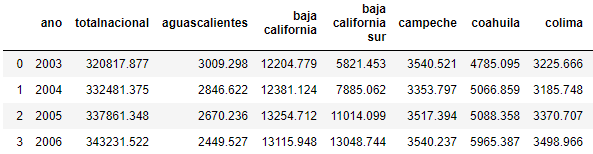 ano totalnacional aguascalientes baja california baja california sur campeche coahuila colima
0 2003 320817.877 3009.298 12204.779 5821.453 3540.521 4785.095 3225.666
1 2004 332481.375 2846.622 12381.124 7885.062 3353.797 5066.859 3185.748
2 2005 337861.348 2670.236 13254.712 11014.099 3517.394 5088.358 3370.707
3 2006 343231.522 2449.527 13115.948 13048.744 3540.237 5965.387 3498.966